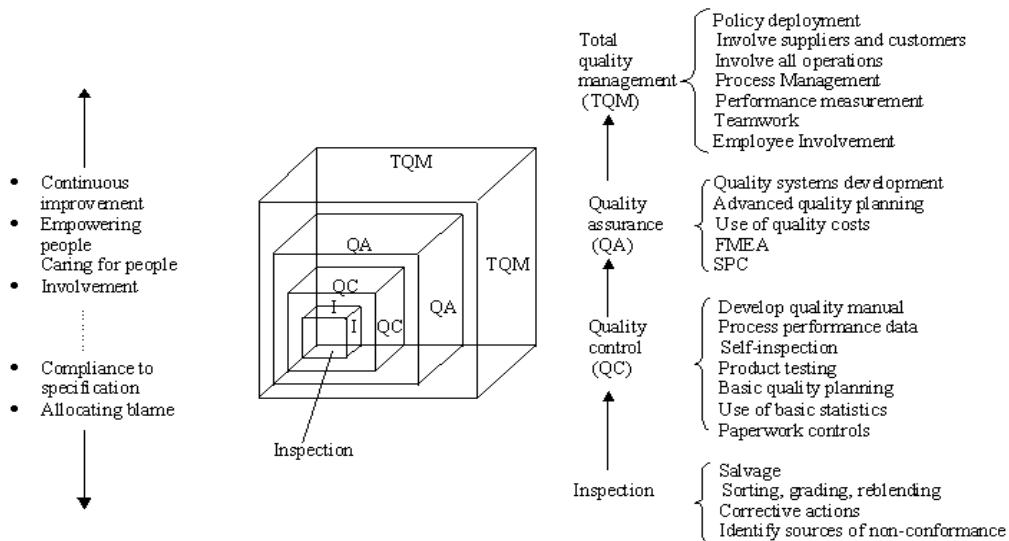 Continuous
improvement
Empowering
people
Caring for people
Involvement
Compliance to
specification
Allocating blame
TQM
TQM
QA
QA
QC
QC
I
I
Inspection
Total
quality
management
(TQM)
Policy deployment
Involve suppliers and customers
Involve all operations
Process Management
Performance measurement
Teamwork
Employee Involvement
Quality
assurance
(QA)
Quality systems development
Advanced quality planning
Use of quality costs
FMEA
SPC
Quality
control
(QC)
Develop quality manual
Process performance data
Self-inspection
Product testing
Basic quality planning
Use of basic statistics
Paperwork controls
Inspection
Salvage
Sorting, grading, reblending
Corrective actions
Identify sources of non-conformance